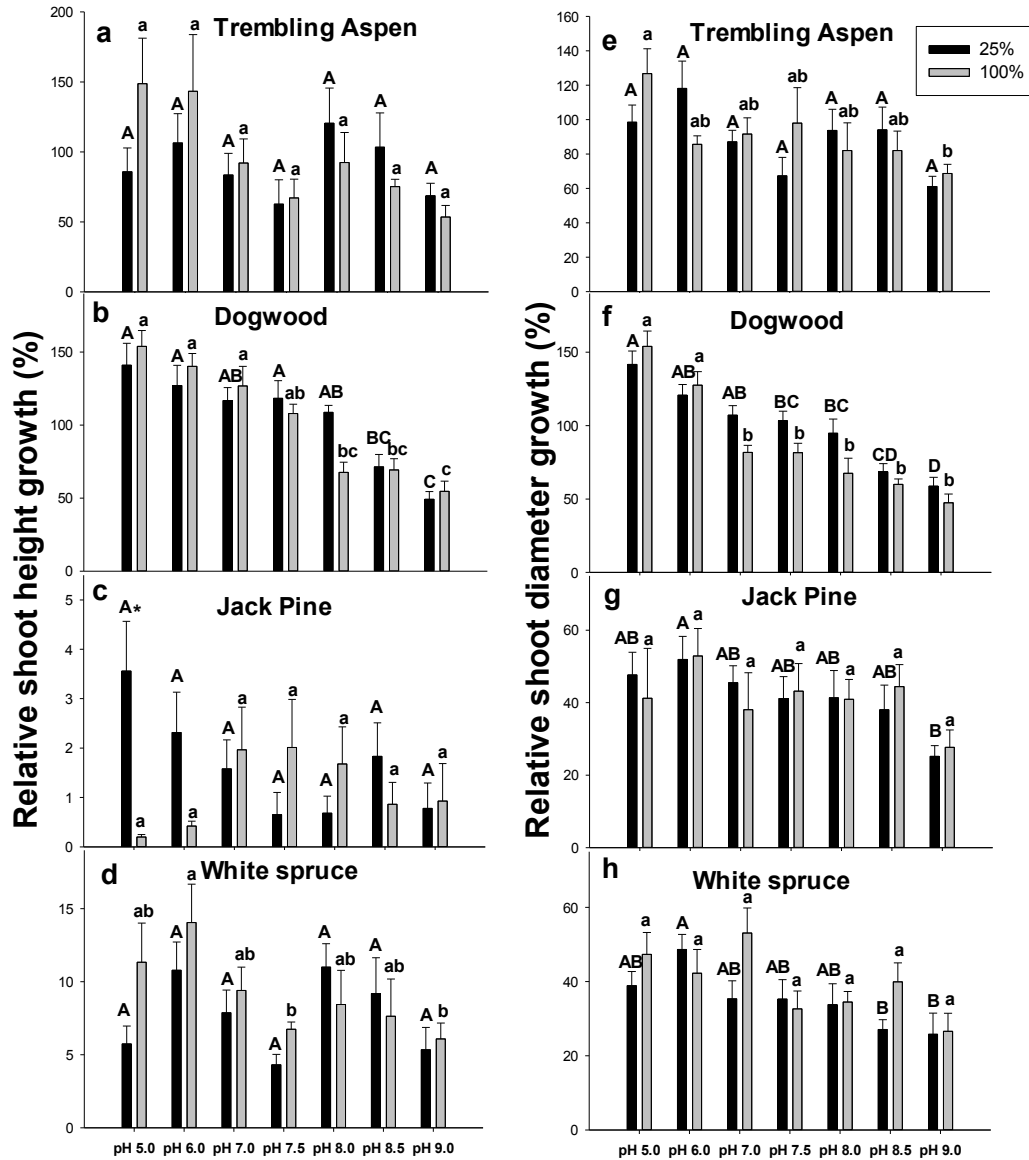 Relative shoot height growth (%)
a
Trembling Aspen
200
150
100
50
0
A a A a A a A a A a A a A a
b
Dogwood
150
100
50
0
A a A a AB a A ab AB bc BC bc C c
c
Jack Pine
5
4
3
2
1
0
A* a A a A a A a A a A a A a
d
White spruce
15
10
5
0
A ab A a A ab A b A ab A ab A b
pH 5.0 pH 6.0 pH 7.0 pH 7.5 pH 8.0 pH 8.5 pH 9.0
Relative shoot diameter growth (%)
e
Trembling Aspen
25%
100%
160
140
120
100
80
60
40
20
0
A a A ab A ab A ab A ab A ab A b
f
Dogwood
150
100
50
0
A a A a AB b BC b BC b CD b D b
g
Jack Pine
60
40
20
0
AB a A a AB a AB a AB a AB a B a
h
White spruce
60
40
20
0
AB a A a AB a AB a AB a B a B a
pH 5.0 pH 6.0 pH 7.0 pH 7.5 pH 8.0 pH 8.5 pH 9.0